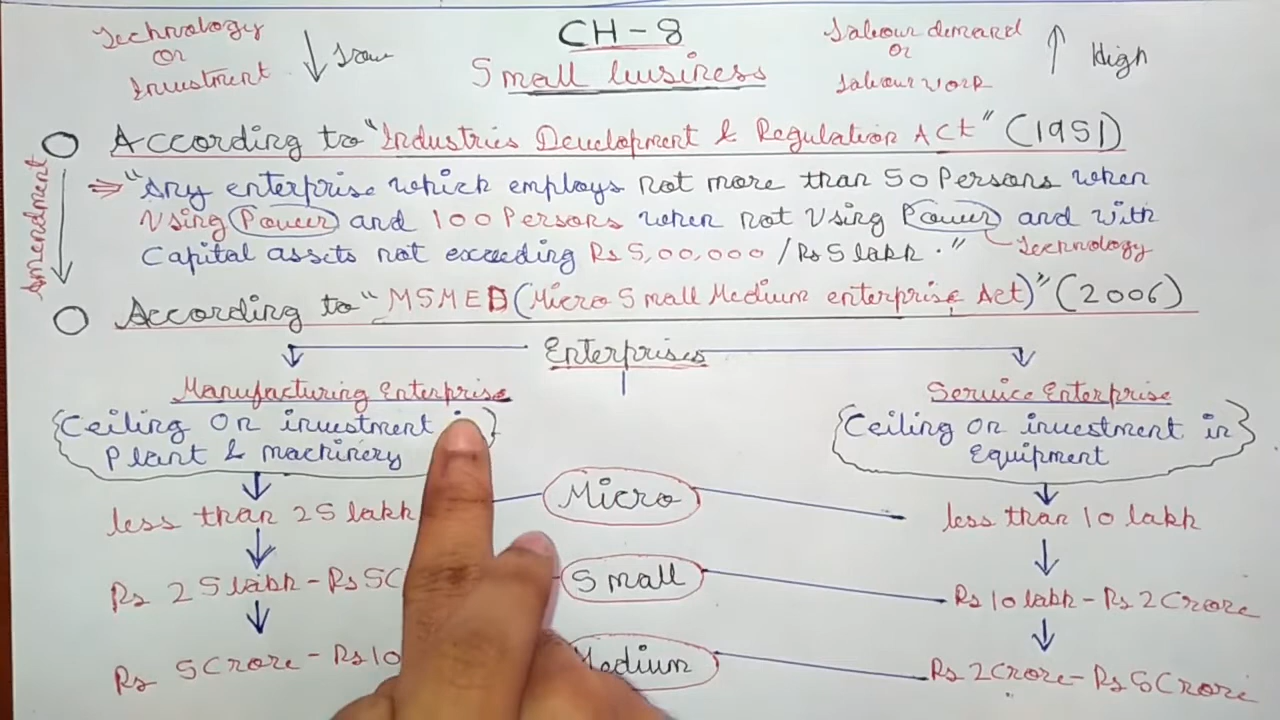 CH-8
Technology or Investment ↓ Low
Small business
Labour demand or Labour work ↑ High
According to "Industries Development & Regulation Act" (1951)
Amendment
⇒ "Any enterprise which employs not more than 50 Persons when
Using Power and 100 Persons when not Using Power and with
Capital assets not exceeding Rs 5,00,000 / Rs 5 lakh."
Technology
According to "MSMED (Micro Small Medium enterprise Act)" (2006)
Enterprises
Manufacturing Enterprise
Service Enterprise
{Ceiling on investment i
Plant & machinery
{Ceiling on investment in}
Equipment
less than 25 lakh
Micro
less than 10 lakh
Rs 25 lakh - Rs 5C
Small
Rs 10 lakh - Rs 2 Crore
Rs 5 Crore - Rs 10
Medium
Rs 2 Crore - Rs 5 Crore